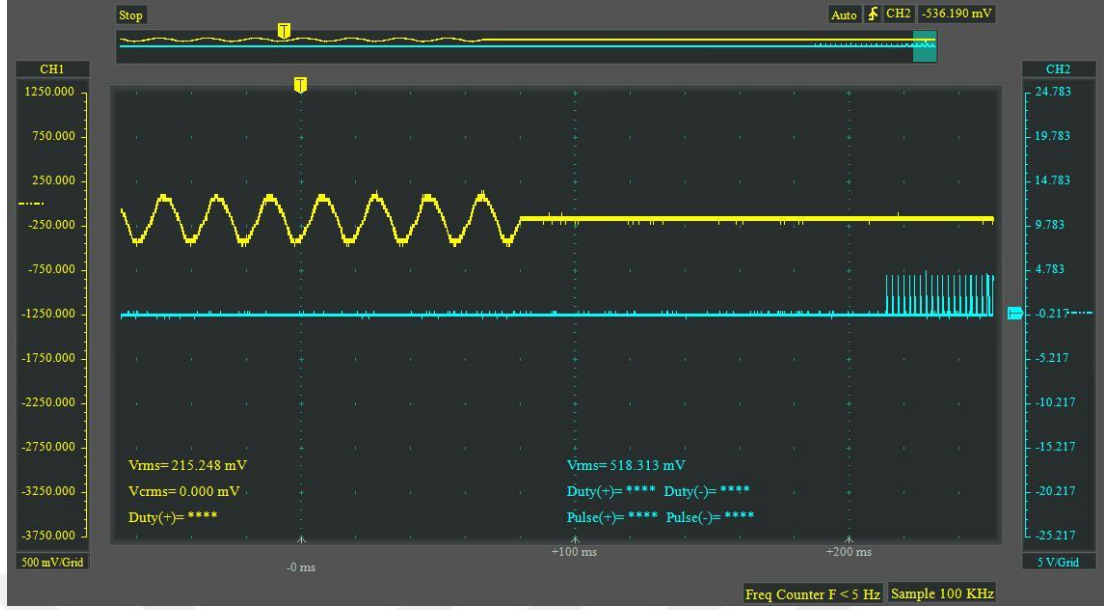 Stop
Auto CH2 -536.190 mV
T
CH1
CH2
T
1250.000
750.000
250.000
-250.000
-750.000
-1250.000
-1750.000
-2250.000
-2750.000
-3250.000
-3750.000
500 mV/Grid
24.783
19.783
14.783
9.783
4.783
-0.217
-5.217
-10.217
-15.217
-20.217
-25.217
5 V/Grid
Vrms= 215.248 mV
Vcrms= 0.000 mV
Duty(+)= ****
Vrms= 518.313 mV
Duty(+)= **** Duty(-)= ****
Pulse(+)= **** Pulse(-)= ****
-0 ms
+100 ms
+200 ms
Freq Counter F < 5 Hz
Sample 100 KHz